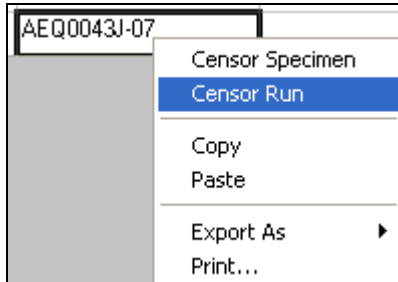 AEQ0043J-07
Censor Specimen
Censor Run
Copy
Paste
Export As
Print...